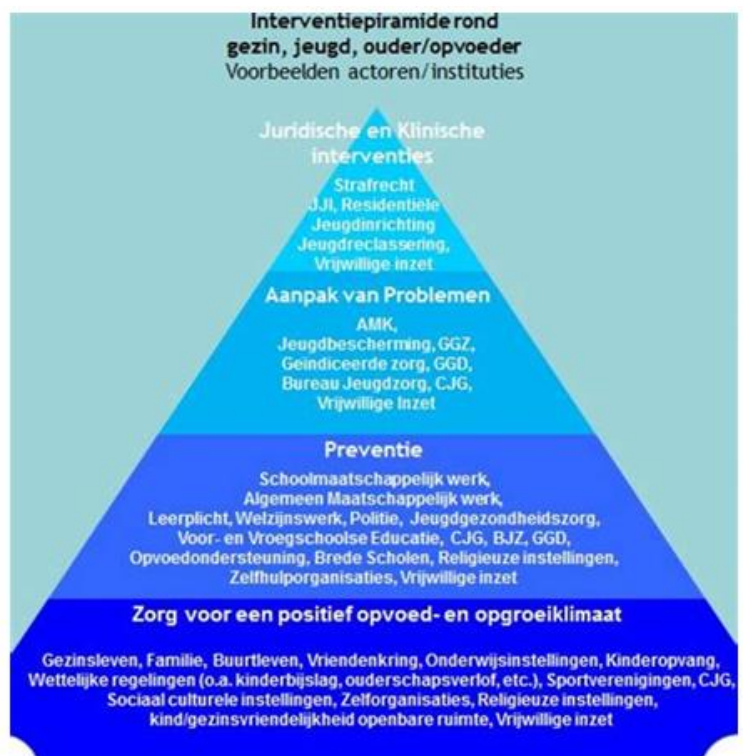 Interventiepiramide rond
gezin, jeugd, ouder/opvoeder
Voorbeelden actoren/instituties
Juridische en Klinische
interventies
Strafrecht
JJI, Residentiële
Jeugdinrichting
Jeugdreclassering,
Vrijwillige inzet
Aanpak van Problemen
AMK,
Jeugdbescherming, GGZ,
Geïndiceerde zorg, GGD,
Bureau Jeugdzorg, CJG,
Vrijwillige Inzet
Preventie
Schoolmaatschappelijk werk,
Algemeen Maatschappelijk werk,
Leerplicht, Welzijnswerk, Politie, Jeugdgezondheidszorg,
Voor- en Vroegschoolse Educatie, CJG, BJZ, GGD,
Opvoedondersteuning, Brede Scholen, Religieuze instellingen,
Zelfhulporganisaties, Vrijwillige inzet
Zorg voor een positief opvoed- en opgroeiklimaat
Gezinsleven, Familie, Buurtleven, Vriendenkring, Onderwijsinstellingen, Kinderopvang,
Wettelijke regelingen (o.a. kinderbijslag, ouderschapsverlof, etc.), Sportverenigingen, CJG,
Sociaal culturele instellingen, Zelforganisaties, Religieuze instellingen,
kind/gezinsvriendelijkheid openbare ruimte, Vrijwillige inzet